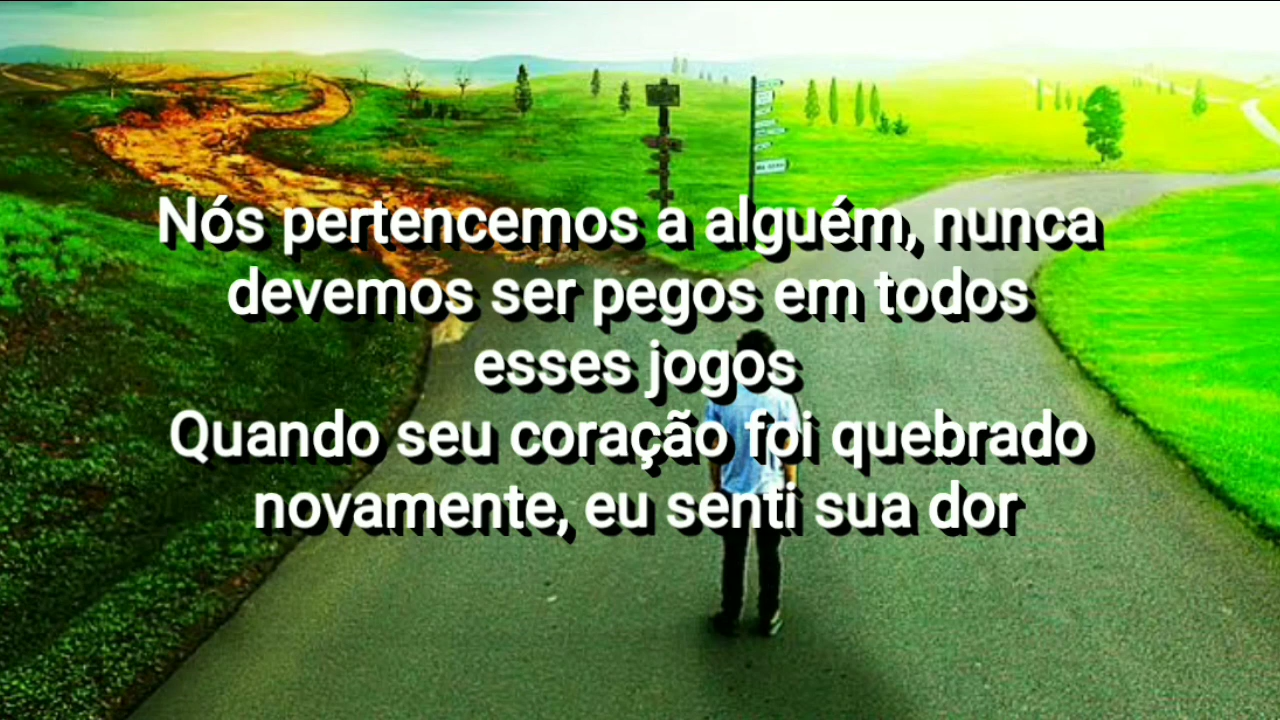 Nós pertencemos a alguém, nunca
devemos ser pegos em todos
esses jogos
Quando seu coração foi quebrado
novamente, eu senti sua dor